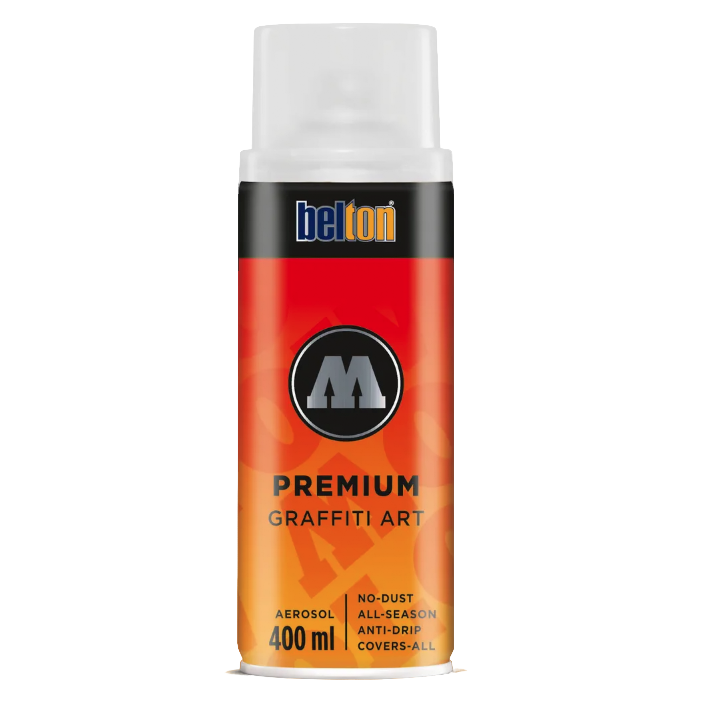 belton®
M
PREMIUM
GRAFFITI ART
AEROSOL
400 ml
NO-DUST
ALL-SEASON
ANTI-DRIP
COVERS-ALL